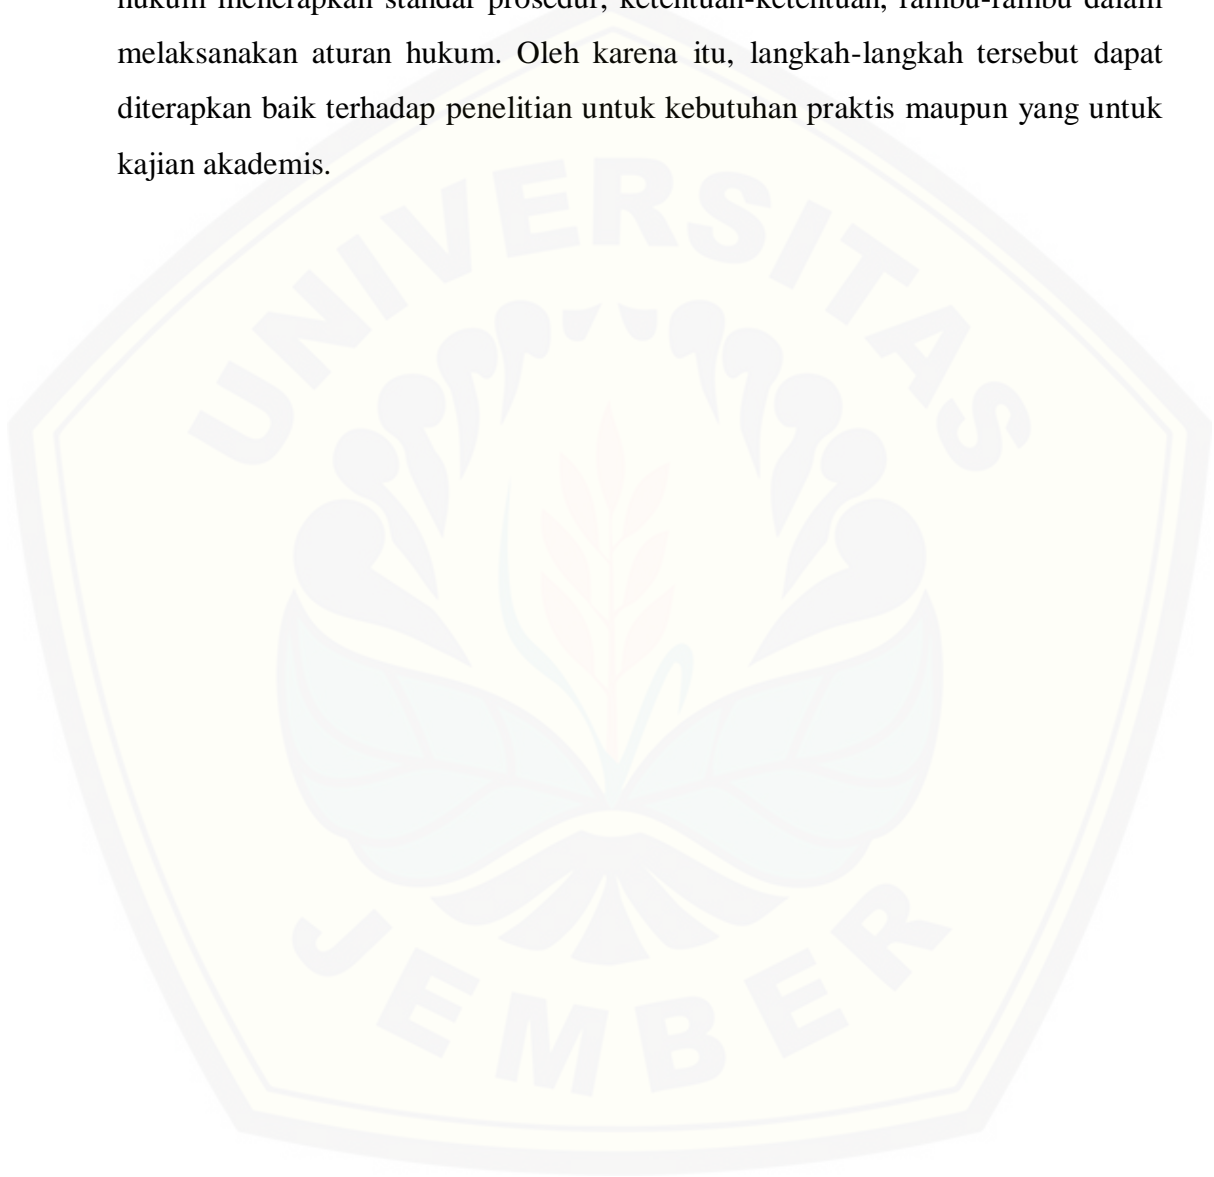 hukum menerapkan standar prosedur, ketentuan-ketentuan, rambu-rambu dalam
melaksanakan aturan hukum. Oleh karena itu, langkah-langkah tersebut dapat
diterapkan baik terhadap penelitian untuk kebutuhan praktis maupun yang untuk
kajian akademis.
UNIVERSITAS
JEMBER